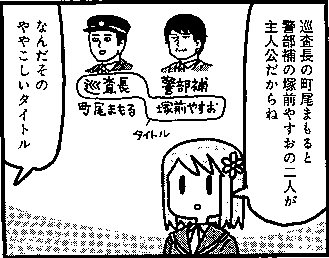 巡査長の町尾まもると
警部補の塚前やすおの二人が
主人公だからね
巡査長
町尾まもる
警部補
塚前やすお
タイトル
なんだその
ややこしいタイトル